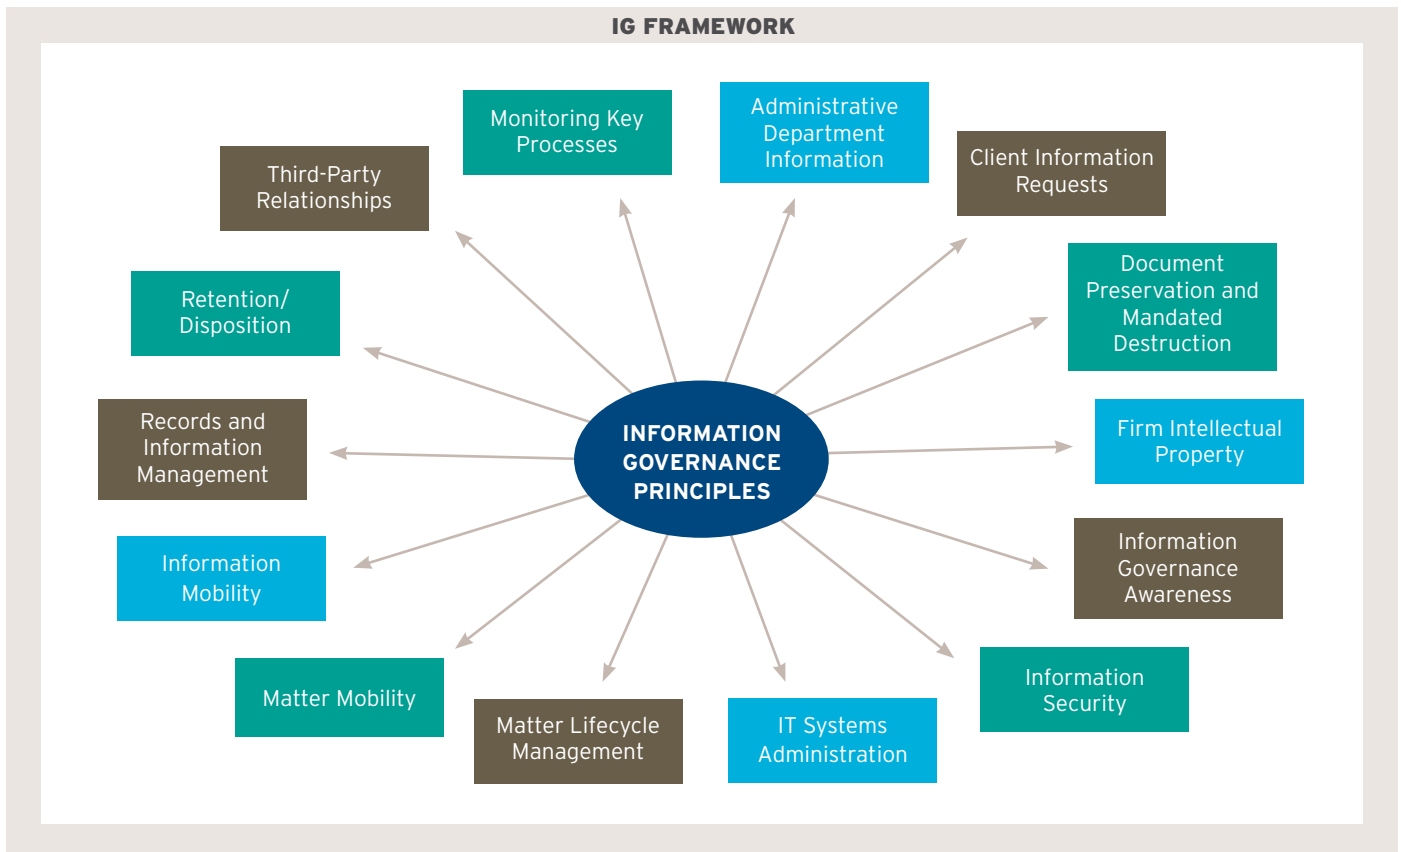 IG FRAMEWORK
Monitoring Key
Processes
Administrative
Department
Information
Client Information
Requests
Third-Party
Relationships
Document
Preservation and
Mandated
Destruction
Retention/
Disposition
Firm Intellectual
Property
Records and
Information
Management
INFORMATION
GOVERNANCE
PRINCIPLES
Information
Governance
Awareness
Information
Mobility
Information
Security
Matter Mobility
Matter Lifecycle
Management
IT Systems
Administration